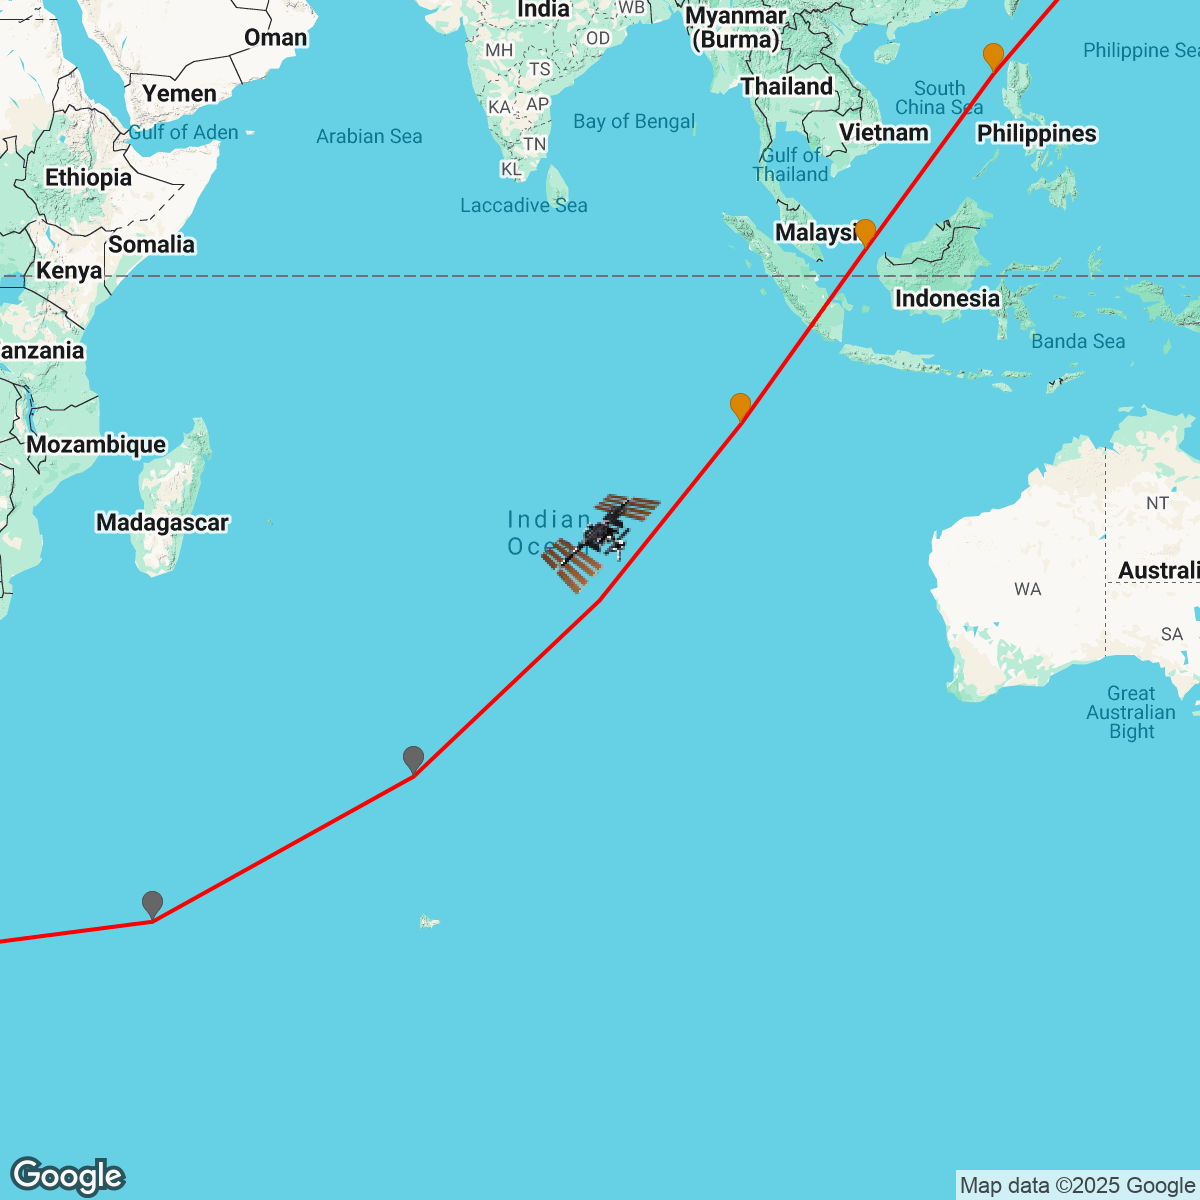 India
WB
Myanmar
(Burma)
Oman
MH
OD
TS
Philippine Sea
Yemen
Thailand
South
China Sea
KA
AP
Gulf of Aden
Arabian Sea
Bay of Bengal
Vietnam
Philippines
TN
Gulf of
Thailand
KL
Ethiopia
Laccadive Sea
Somalia
Malaysi
Kenya
Indonesia
Banda Sea
anzania
Mozambique
Madagascar
Indian
Oce
NT
Australi
WA
SA
Great
Australian
Bight
Google
Map data ©2025 Google